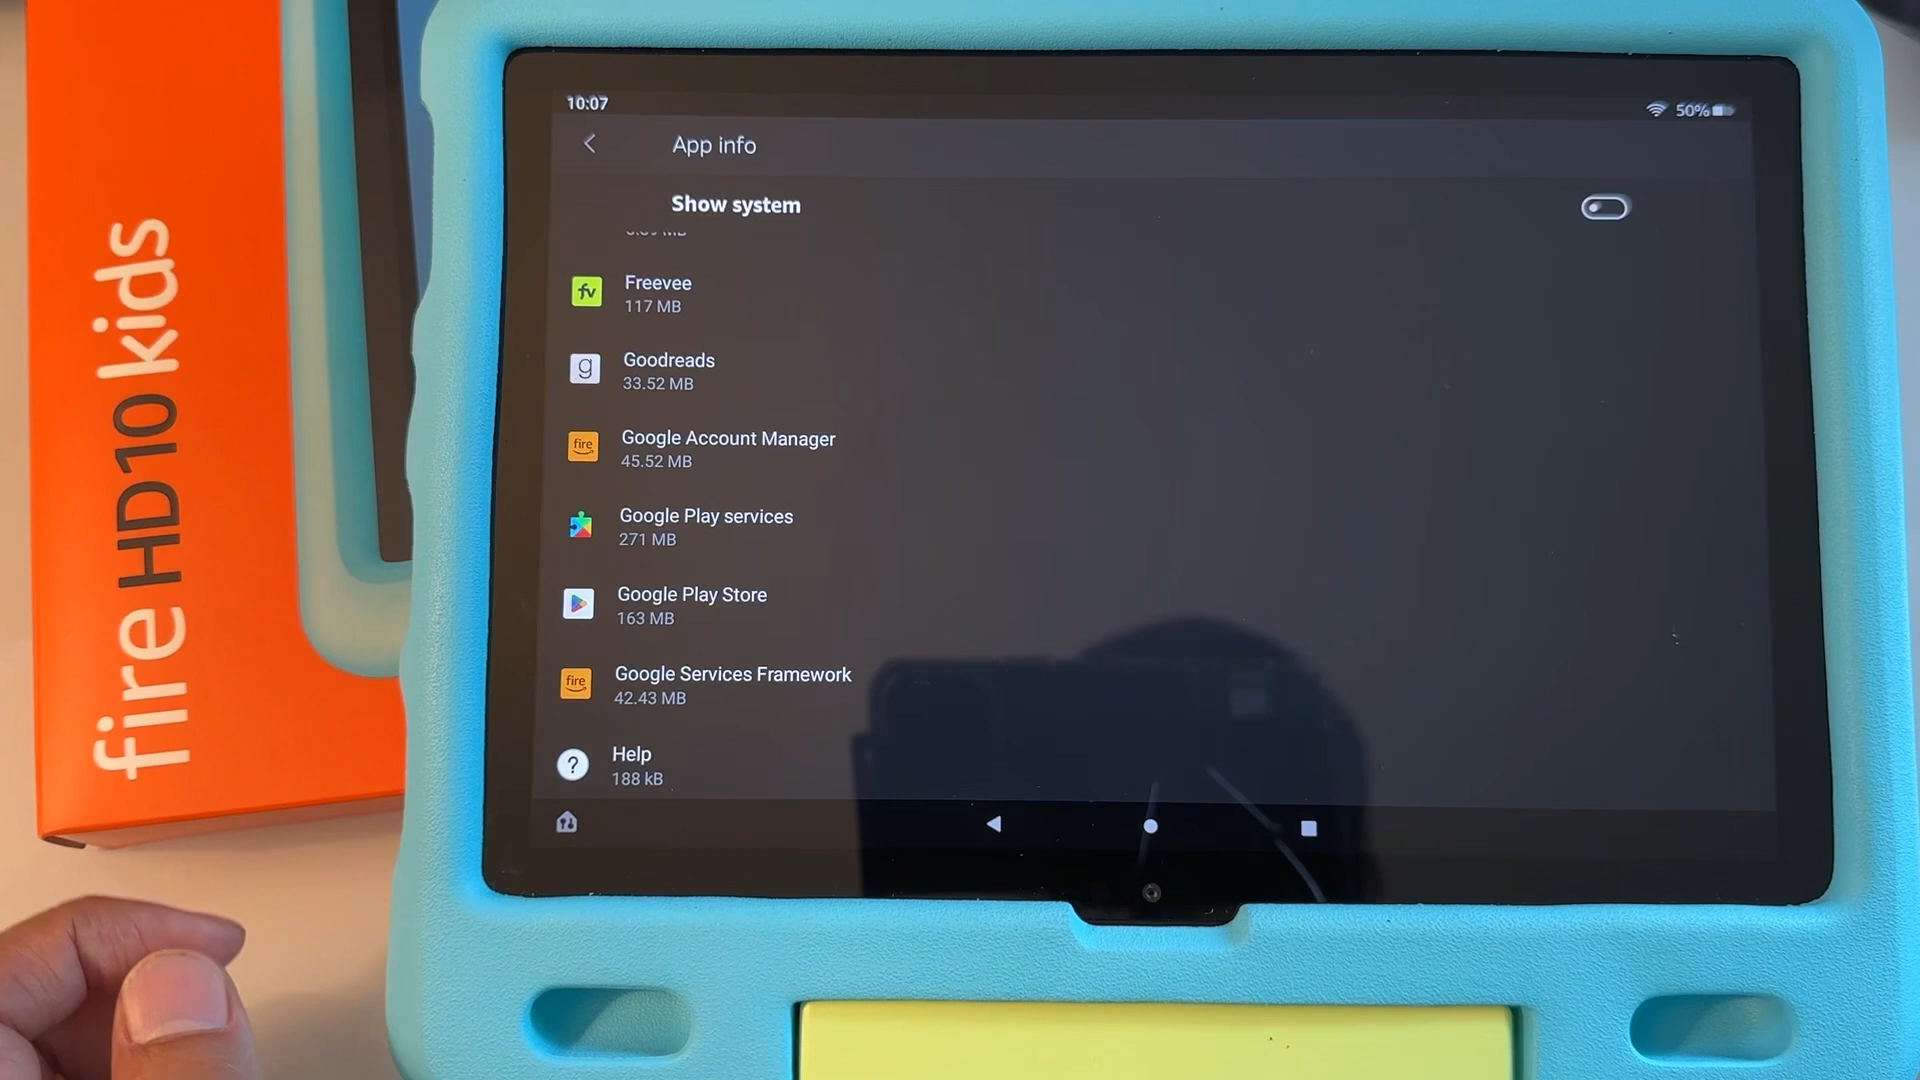 fire HD10 kids
10:07
50%
App info
Show system
Freevee
117 MB
Goodreads
33.52 MB
fire
Google Account Manager
45.52 MB
Google Play services
271 MB
Google Play Store
163 MB
fire
Google Services Framework
42.43 MB
?
Help
188 kB
fv
g